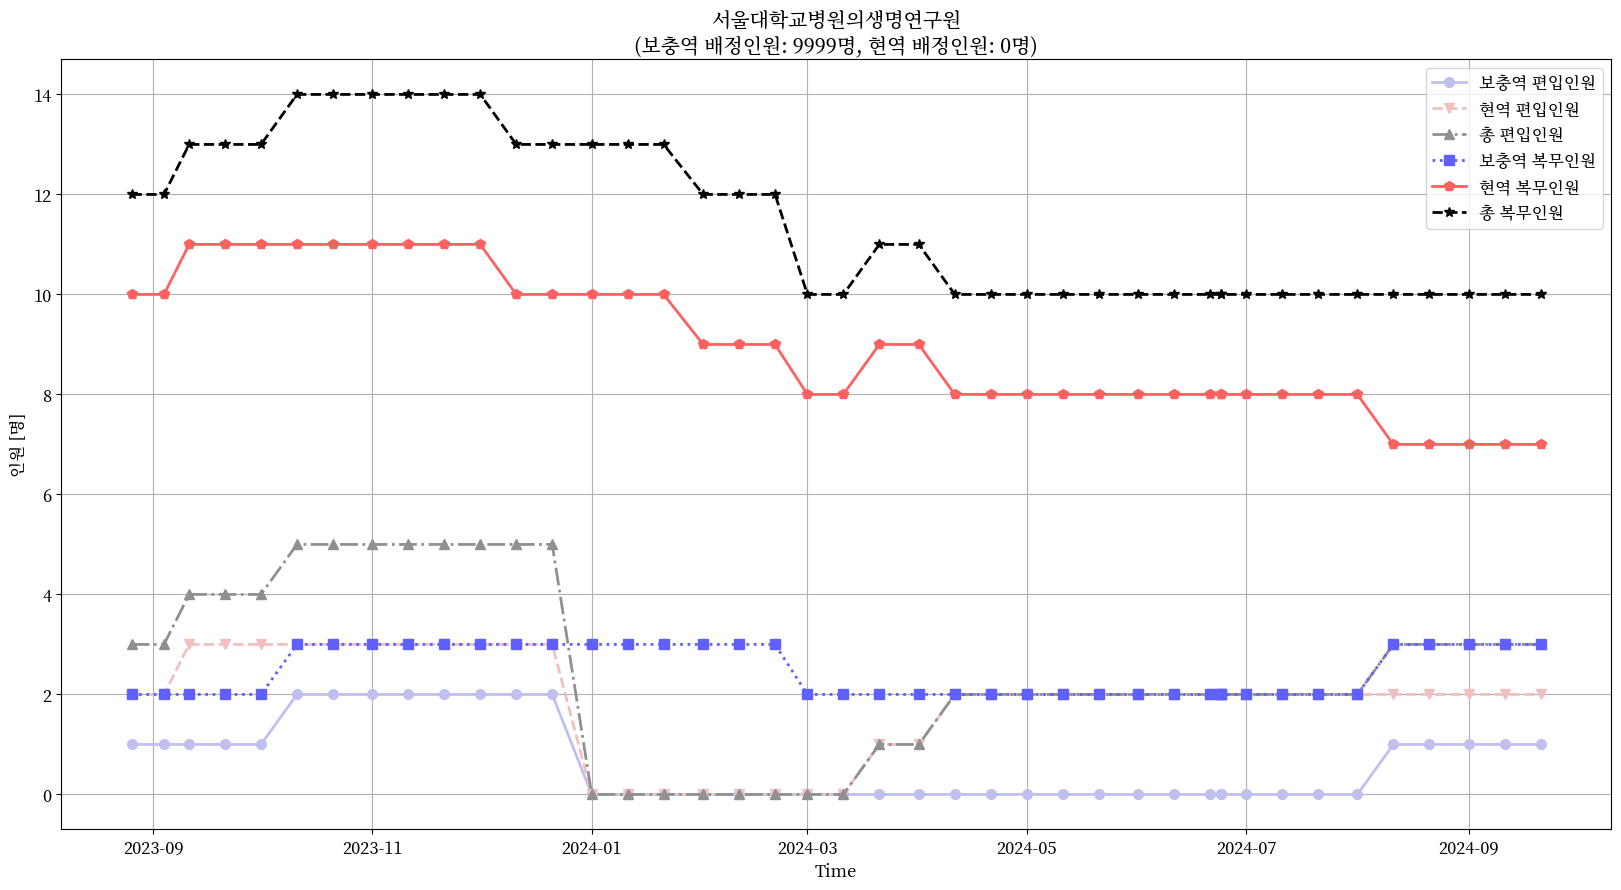 서울대학교병원의생명연구원
(보충역 배정인원: 9999명, 현역 배정인원: 0명)
보충역 편입인원
현역 편입인원
총 편입인원
보충역 복무인원
현역 복무인원
총 복무인원
인원 [명]
14
12
10
8
6
4
2
0
2023-09
2023-11
2024-01
2024-03
2024-05
2024-07
2024-09
Time